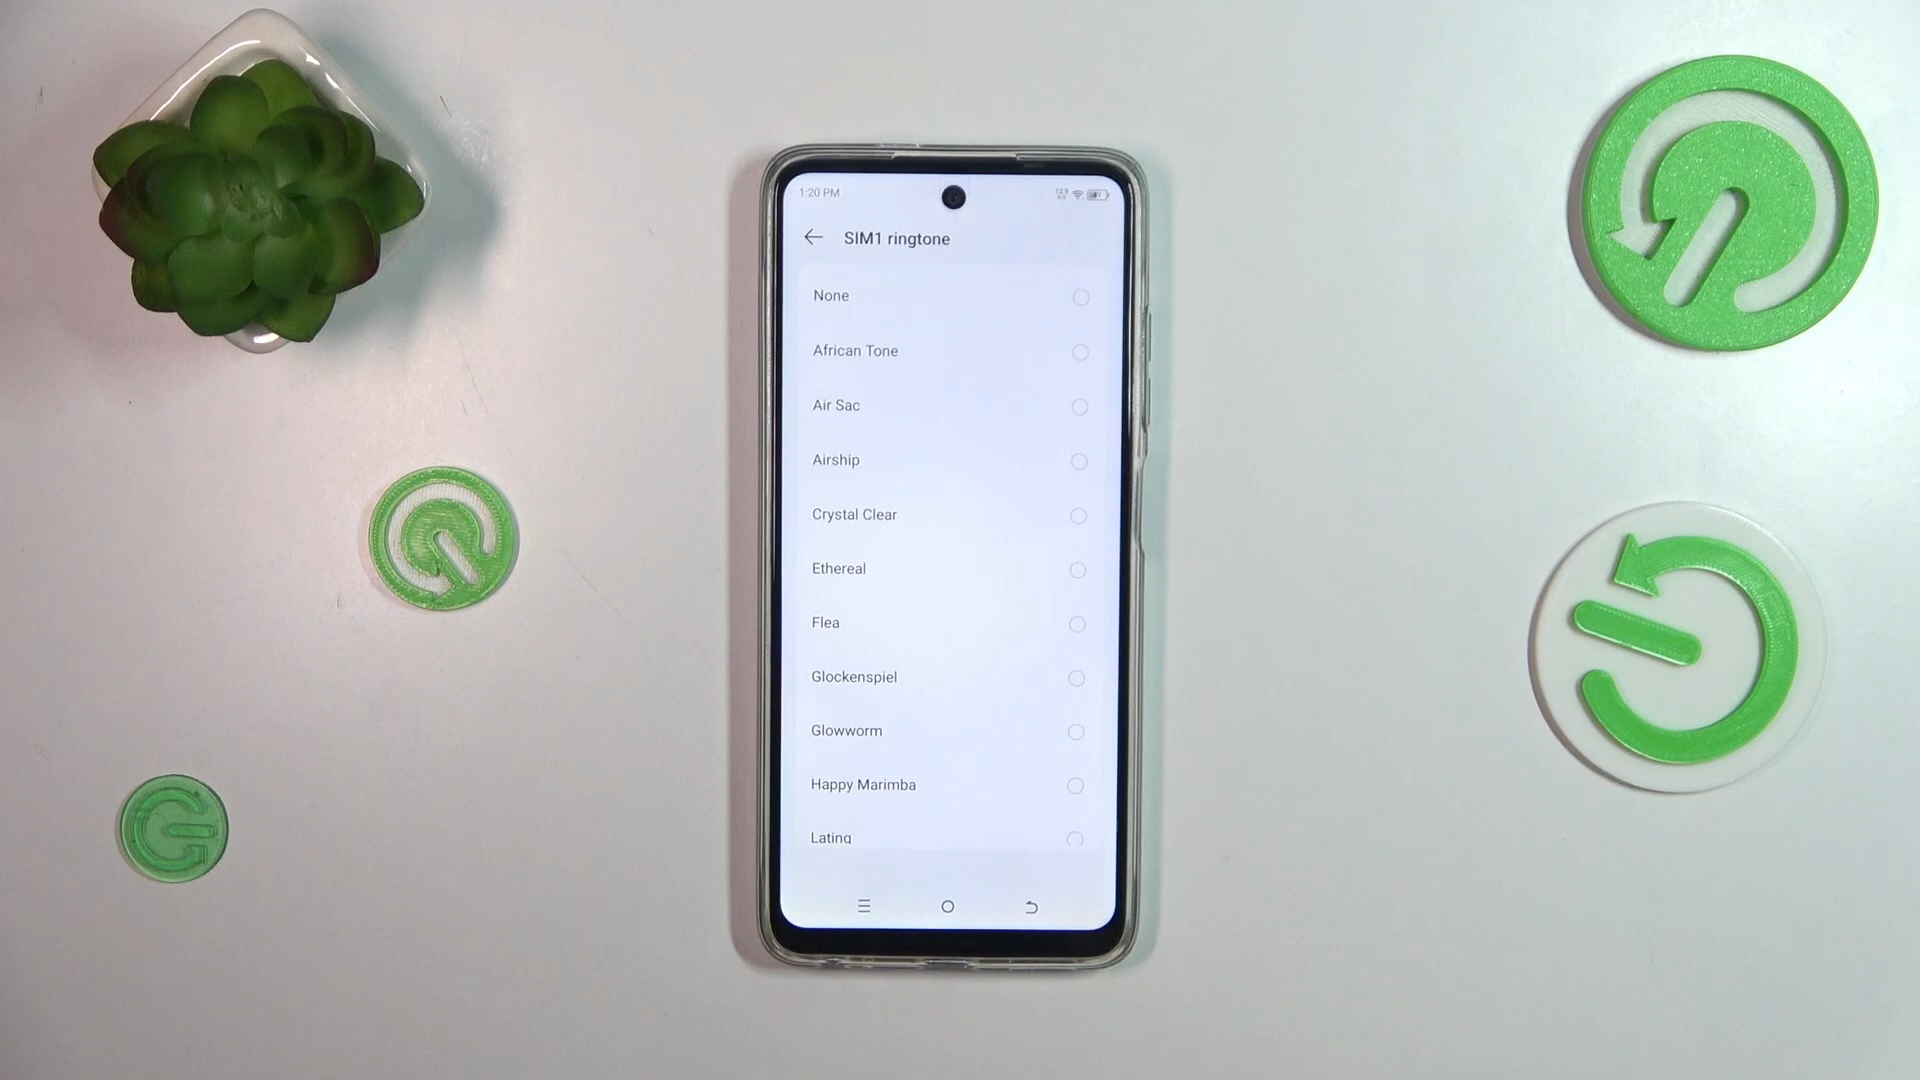 1:20 PM
SIM1 ringtone
None
African Tone
Air Sac
Airship
Crystal Clear
Ethereal
Flea
Glockenspiel
Glowworm
Happy Marimba
Lating